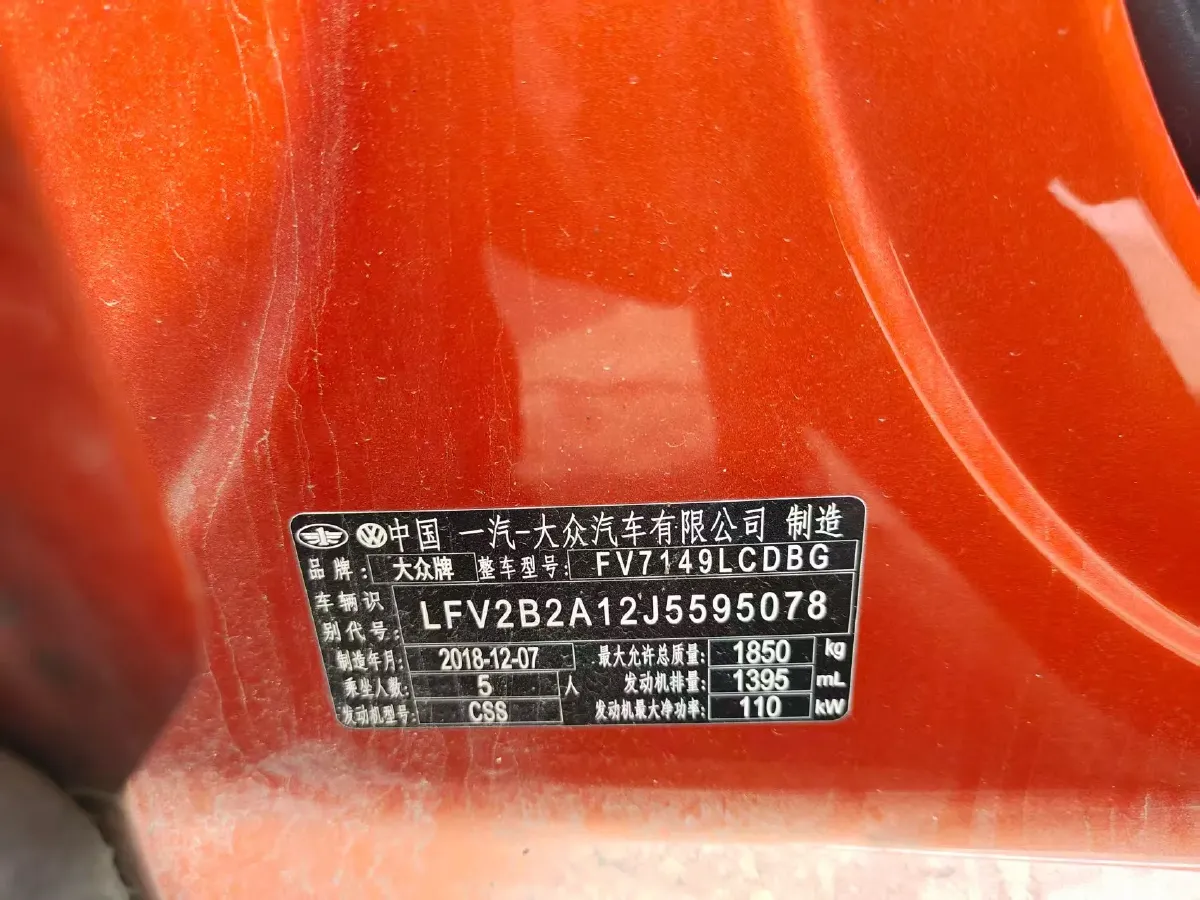 中国 一汽-大众汽车有限公司 制造
品牌: 大众牌 整车型号: FV7149LCDBG
车辆识别代号: LFV2B2A12J5595078
制造年月: 2018-12-07 最大允许总质量: 1850 kg
乘坐人数: 5 人 发动机排量: 1395 mL
发动机型号: CSS 发动机最大净功率: 110 kW